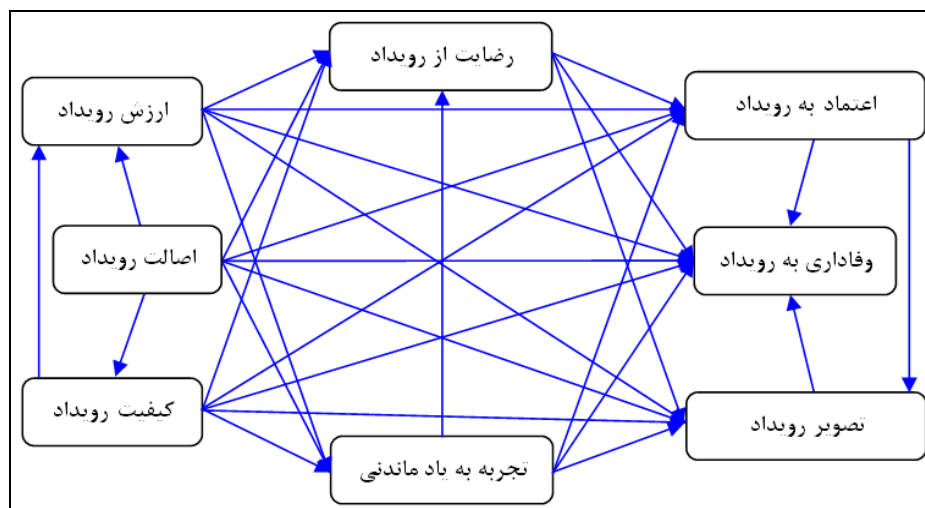 رضایت از رویداد
اعتماد به رویداد
ارزش رویداد
اصالت رویداد
وفاداری به رویداد
کیفیت رویداد
تصویر رویداد
تجربه به یاد ماندنی